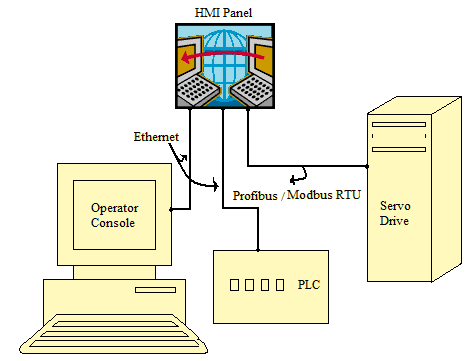 HMI Panel
Ethernet
Profibus / Modbus RTU
Operator
Console
Servo
Drive
PLC